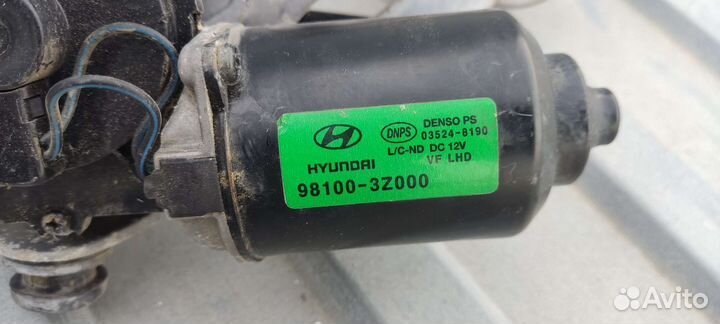 HYUNDAI
98100-3Z000
DNPS
DENSO PS
03524-8190
L/C-ND DC 12V
VF LHD
Avito